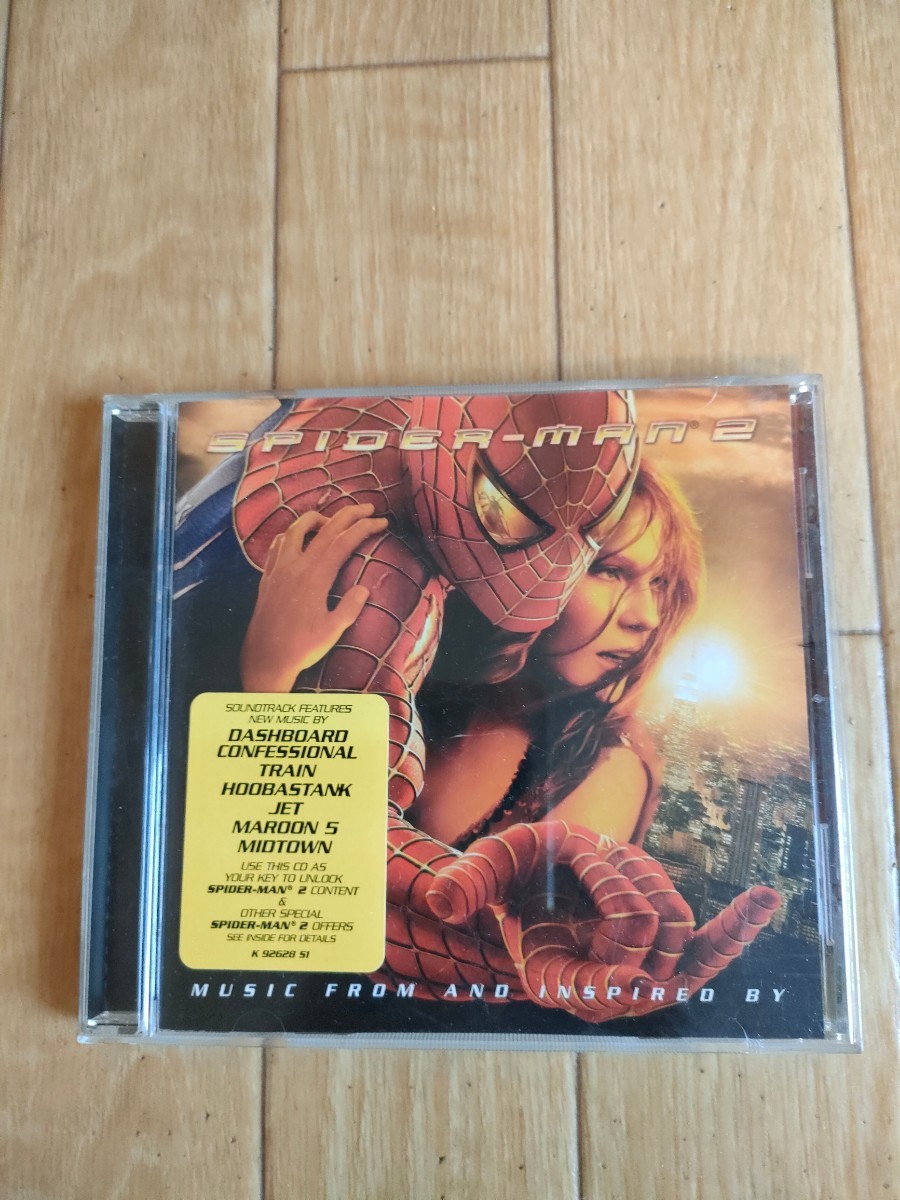 SPIDER-MAN® 2
SOUNDTRACK FEATURES
NEW MUSIC BY
DASHBOARD
CONFESSIONAL
TRAIN
HOOBASTANK
JET
MAROON 5
MIDTOWN
USE THIS CD AS
YOUR KEY TO UNLOCK
SPIDER-MAN® 2 CONTENT
&
OTHER SPECIAL
SPIDER-MAN® 2 OFFERS
SEE INSIDE FOR DETAILS
K 92628 S1
MUSIC FROM AND INSPIRED BY